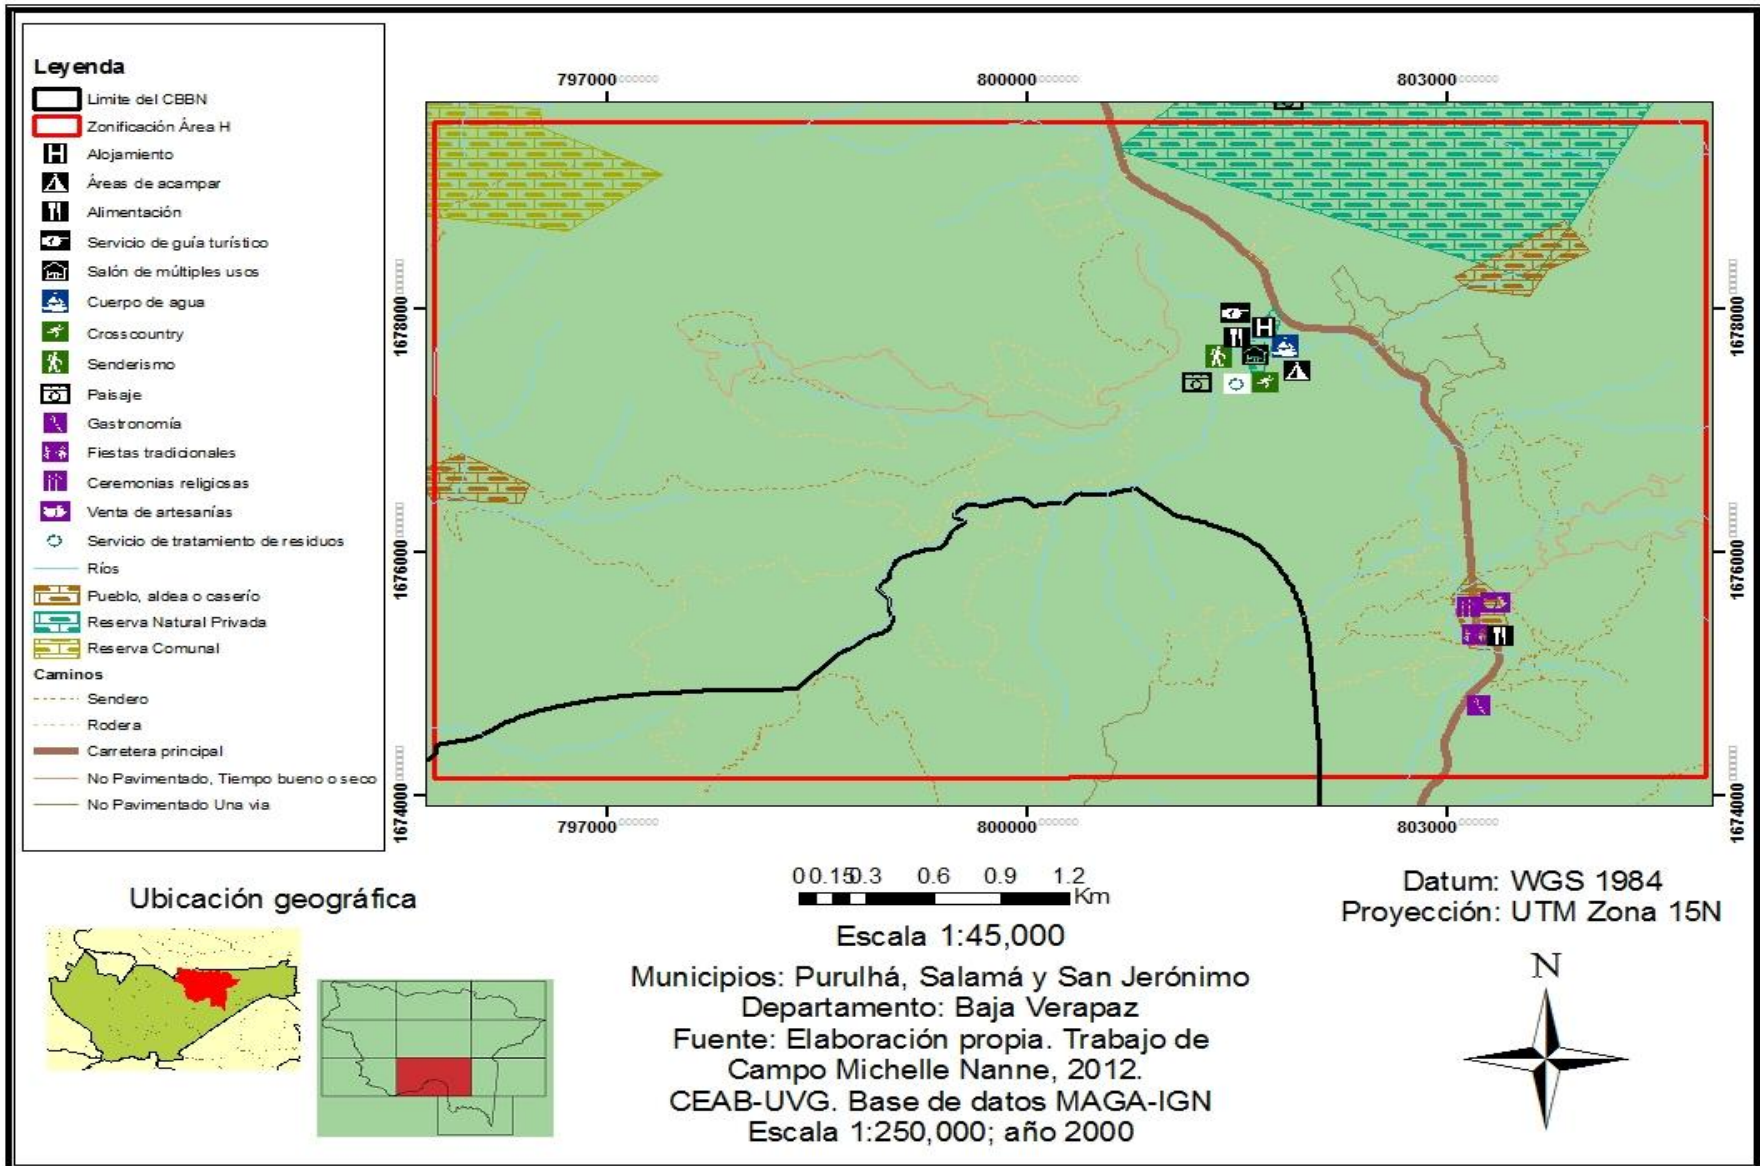 Leyenda
Limite del CBBN
Zonificación Área H
Alojamiento
Áreas de acampar
Alimentación
Servicio de guía turístico
Salón de múltiples usos
Cuerpo de agua
Crosscountry
Senderismo
Paisaje
Gastronomía
Fiestas tradicionales
Ceremonias religiosas
Venta de artesanías
Servicio de tratamiento de residuos
Ríos
Pueblo, aldea o caserío
Reserva Natural Privada
Reserva Comunal
Caminos
Sendero
Rodera
Carretera principal
No Pavimentado, Tiempo bueno o seco
No Pavimentado Una via
797000
800000
803000
1678000
1676000
1674000
1678000
1676000
1674000
797000
800000
803000
Ubicación geográfica
0 0.15 0.3 0.6 0.9 1.2
Km
Escala 1:45,000
Municipios: Purulhá, Salamá y San Jerónimo
Departamento: Baja Verapaz
Fuente: Elaboración propia. Trabajo de
Campo Michelle Nanne, 2012.
CEAB-UVG. Base de datos MAGA-IGN
Escala 1:250,000; año 2000
Datum: WGS 1984
Proyección: UTM Zona 15N
N